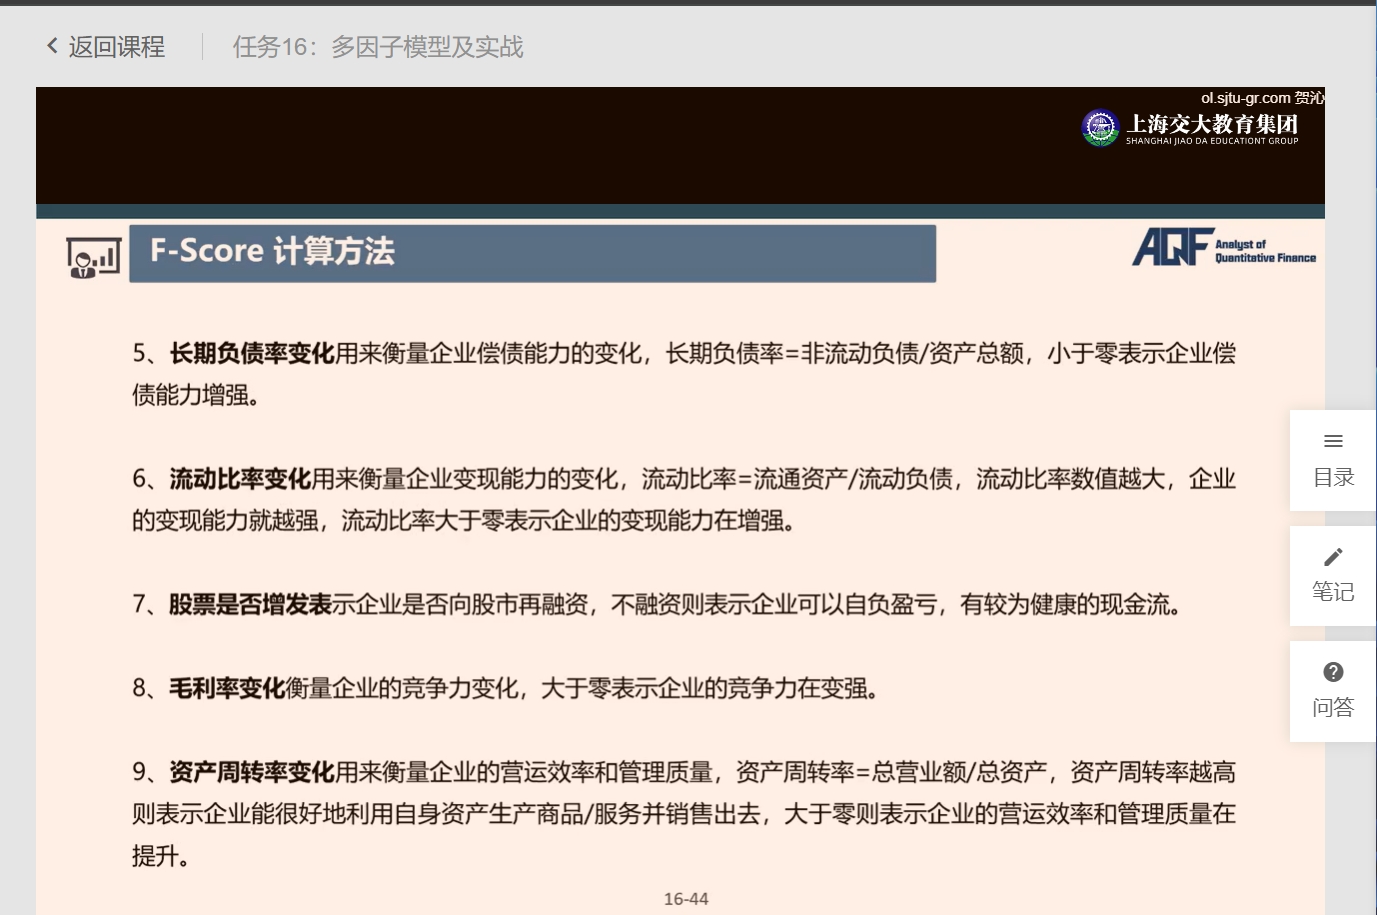 返回课程
任务16：多因子模型及实战
ol.sjtu-gr.com 贺沁
上海交大教育集团
SHANGHAI JIAO DA EDUCATIONT GROUP
F-Score 计算方法
AQF Analyst of
Quantitative Finance
5、长期负债率变化用来衡量企业偿债能力的变化，长期负债率=非流动负债/资产总额，小于零表示企业偿
债能力增强。
6、流动比率变化用来衡量企业变现能力的变化，流动比率=流通资产/流动负债，流动比率数值越大，企业
的变现能力就越强，流动比率大于零表示企业的变现能力在增强。
7、股票是否增发表示企业是否向股市再融资，不融资则表示企业可以自负盈亏，有较为健康的现金流。
8、毛利率变化衡量企业的竞争力变化，大于零表示企业的竞争力在变强。
9、资产周转率变化用来衡量企业的营运效率和管理质量，资产周转率=总营业额/总资产，资产周转率越高
则表示企业能很好地利用自身资产生产商品/服务并销售出去，大于零则表示企业的营运效率和管理质量在
提升。
16-44
目录
笔记
问答